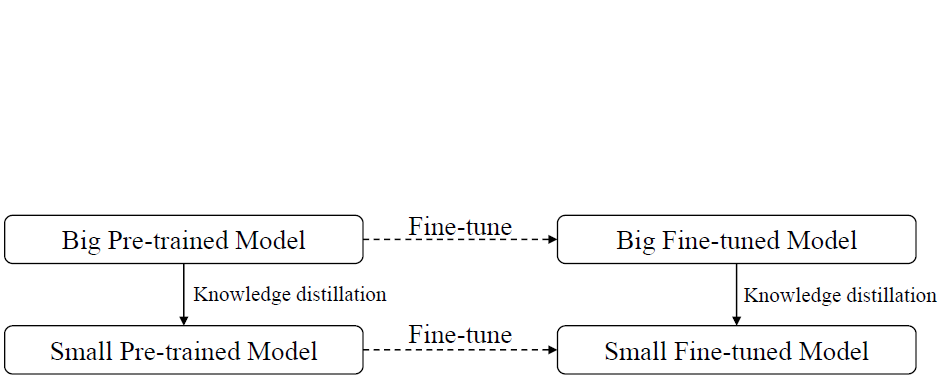 Fine-tune
Big Pre-trained Model
Big Fine-tuned Model
Knowledge distillation
Knowledge distillation
Fine-tune
Small Pre-trained Model
Small Fine-tuned Model